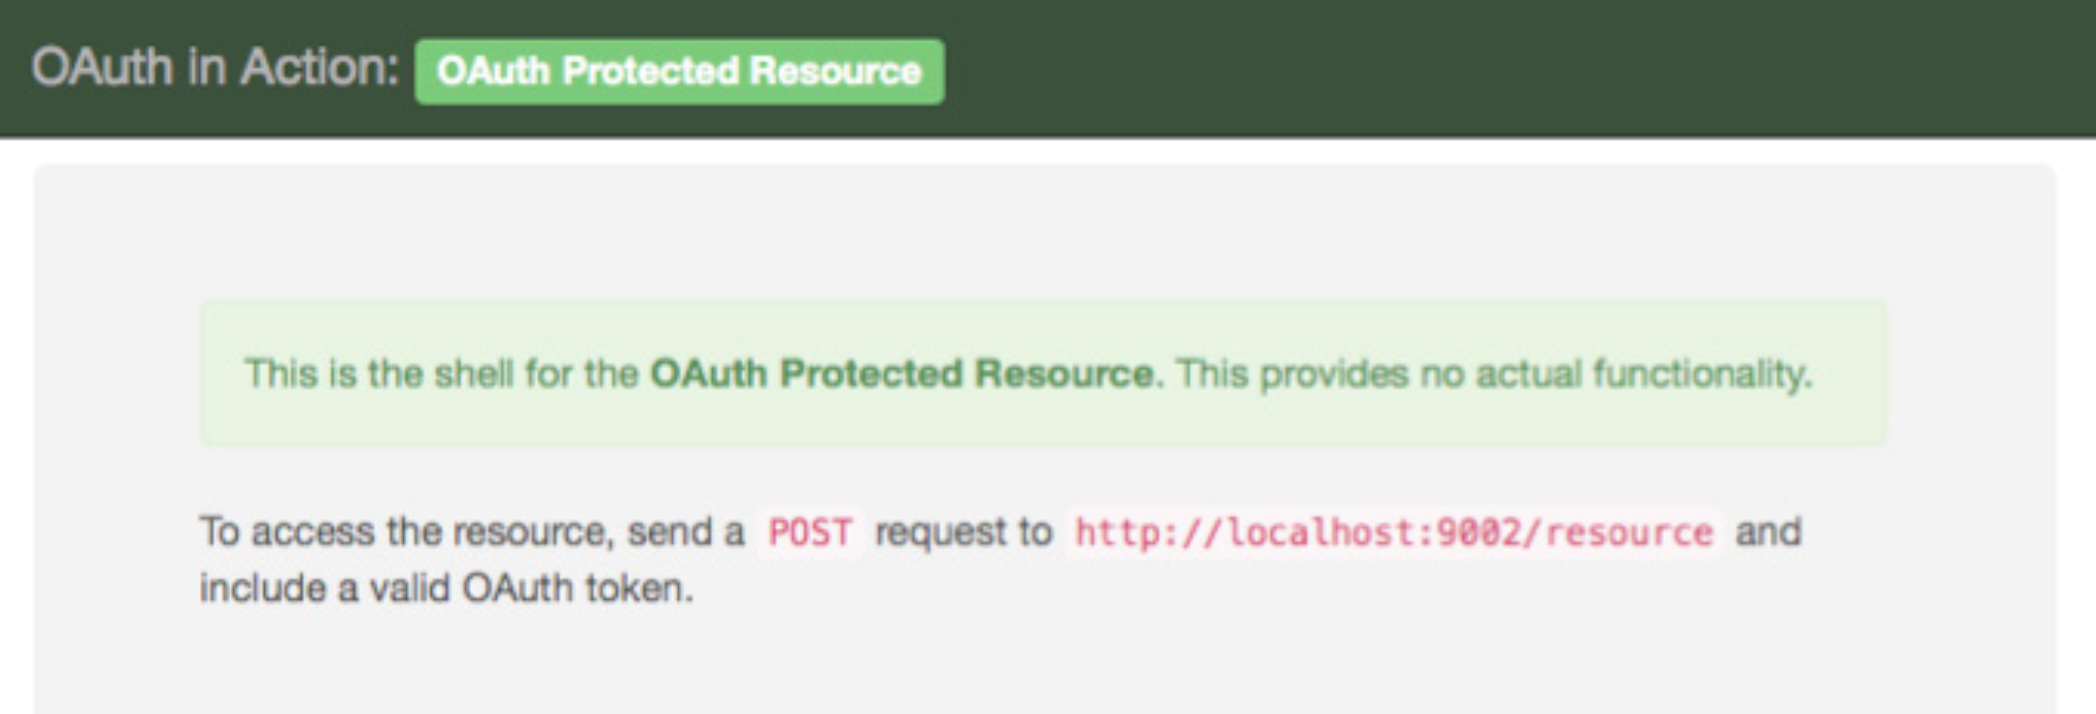 OAuth in Action: OAuth Protected Resource
This is the shell for the OAuth Protected Resource. This provides no actual functionality.
To access the resource, send a POST request to http://localhost:9002/resource and
include a valid OAuth token.